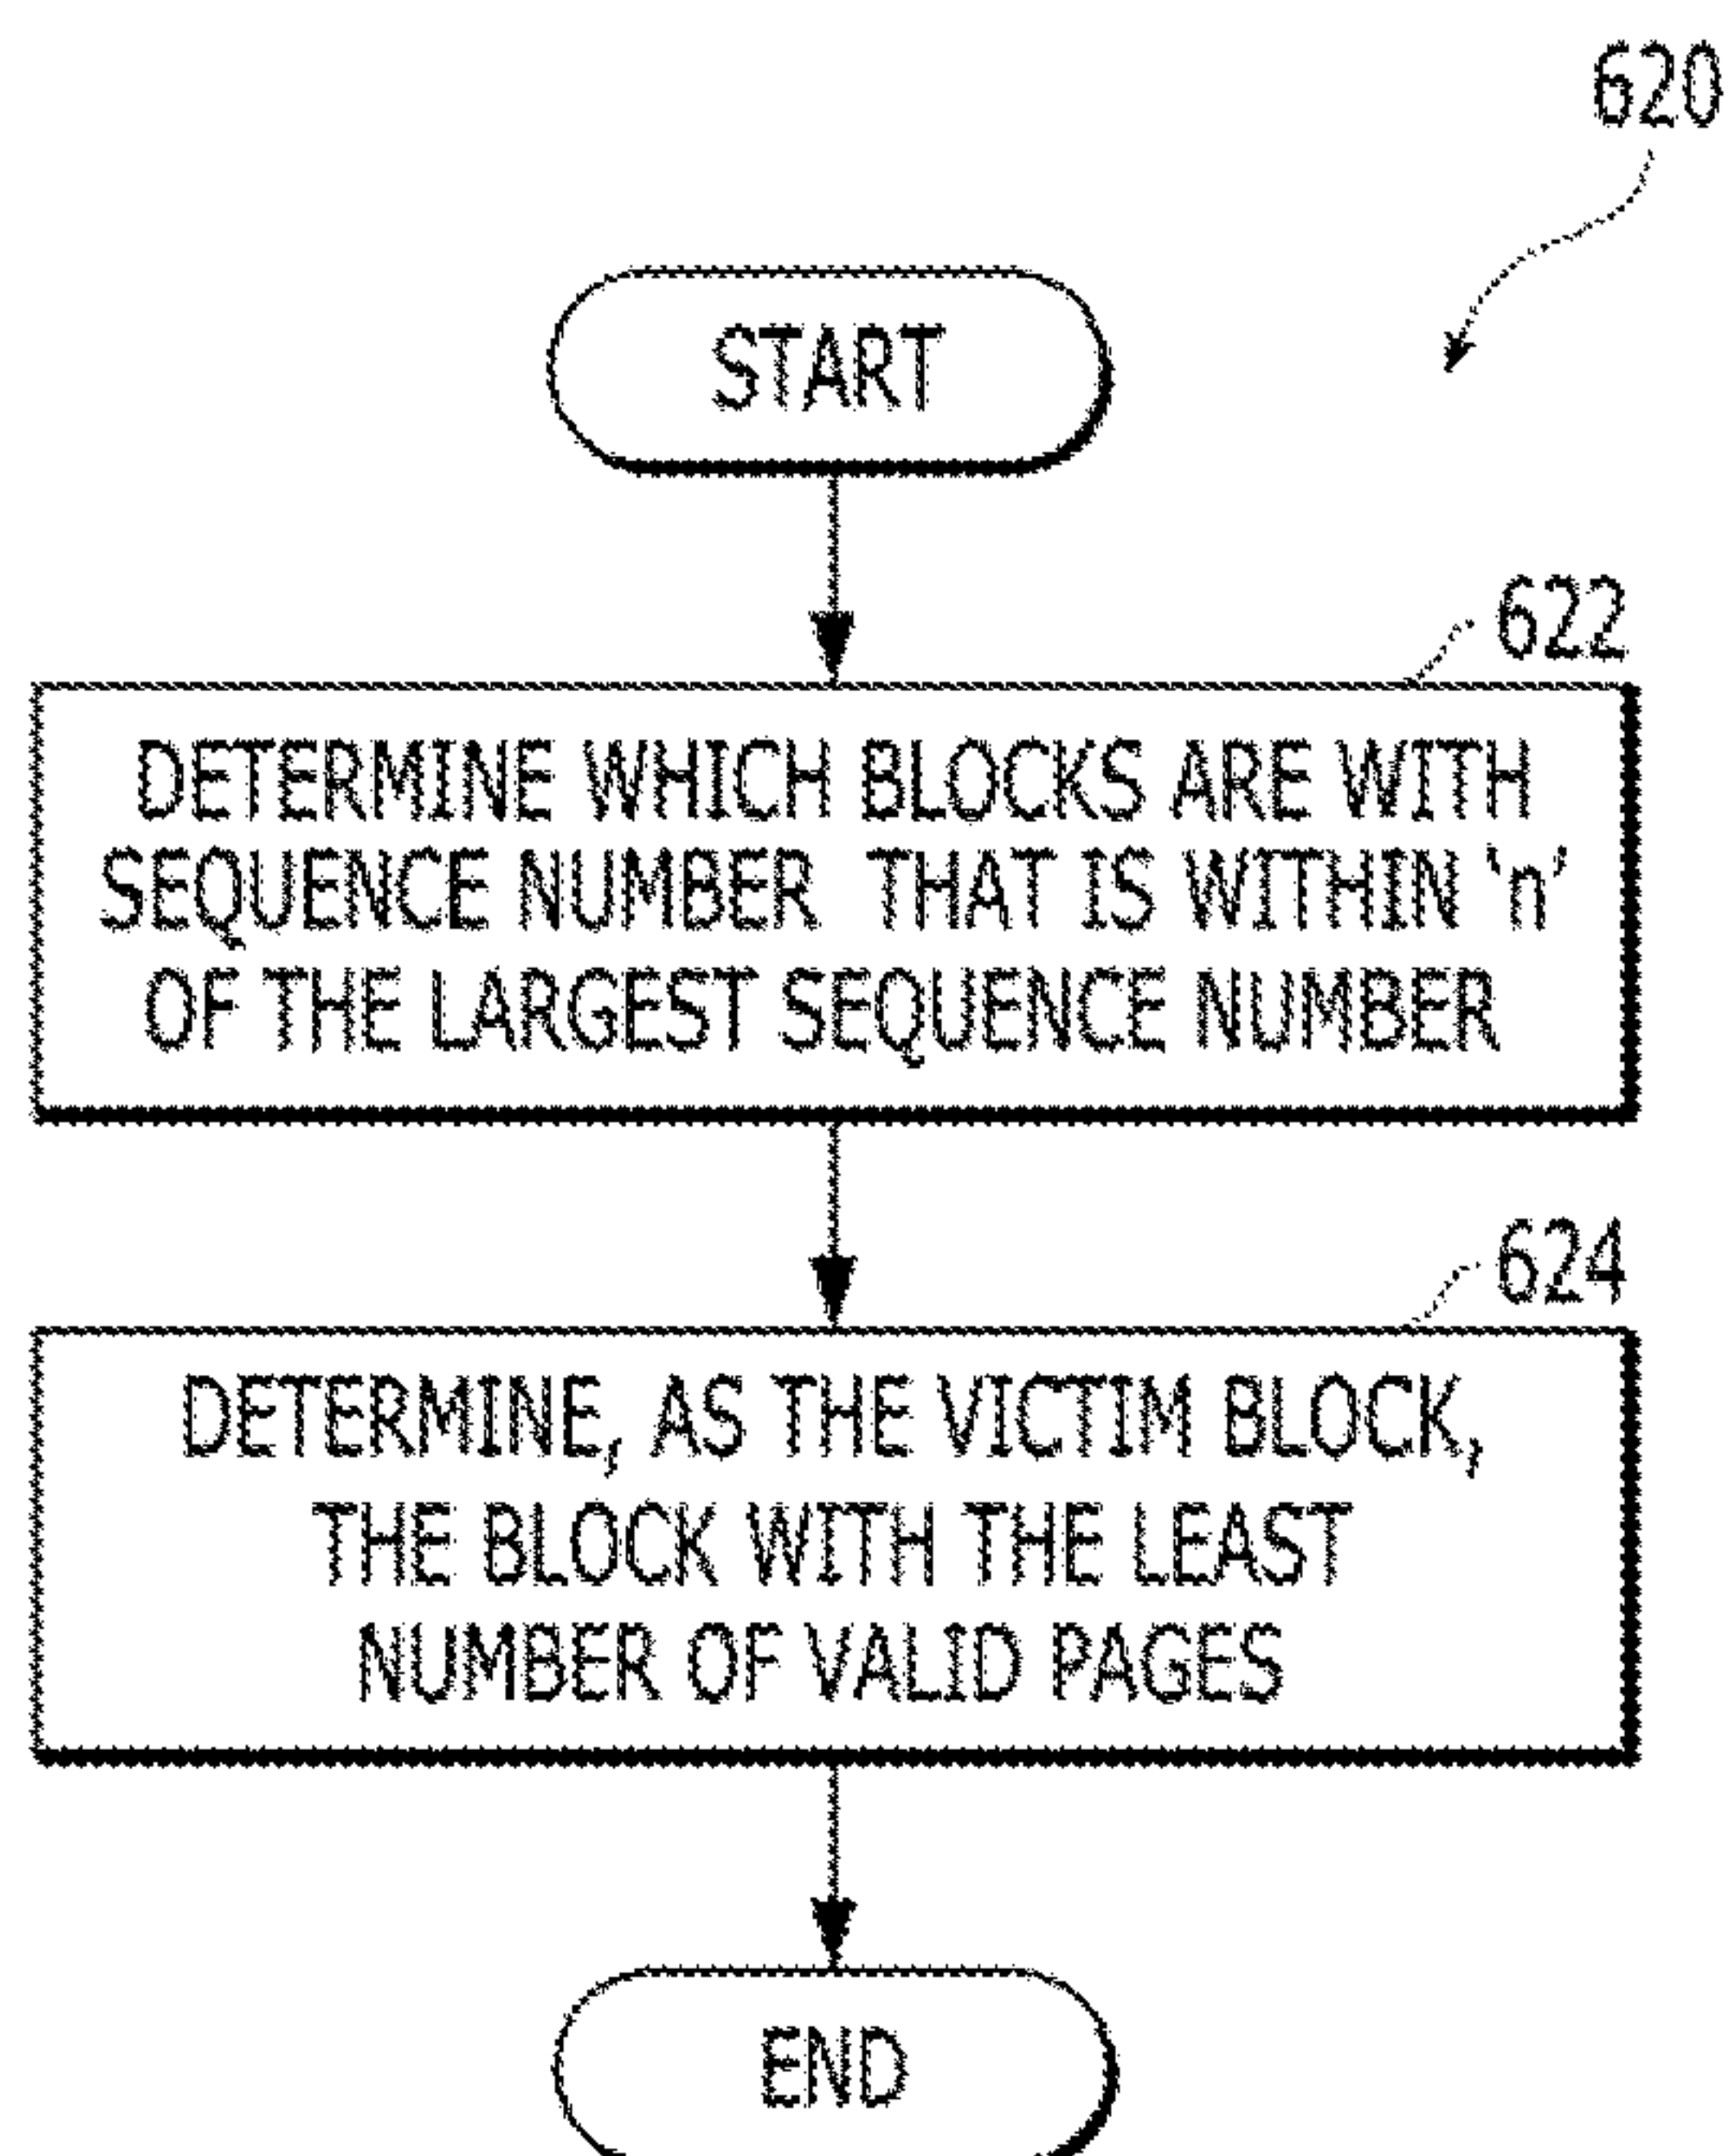 620
START
622
DETERMINE WHICH BLOCKS ARE WITH
SEQUENCE NUMBER THAT IS WITHIN 'n'
OF THE LARGEST SEQUENCE NUMBER
624
DETERMINE, AS THE VICTIM BLOCK,
THE BLOCK WITH THE LEAST
NUMBER OF VALID PAGES
END